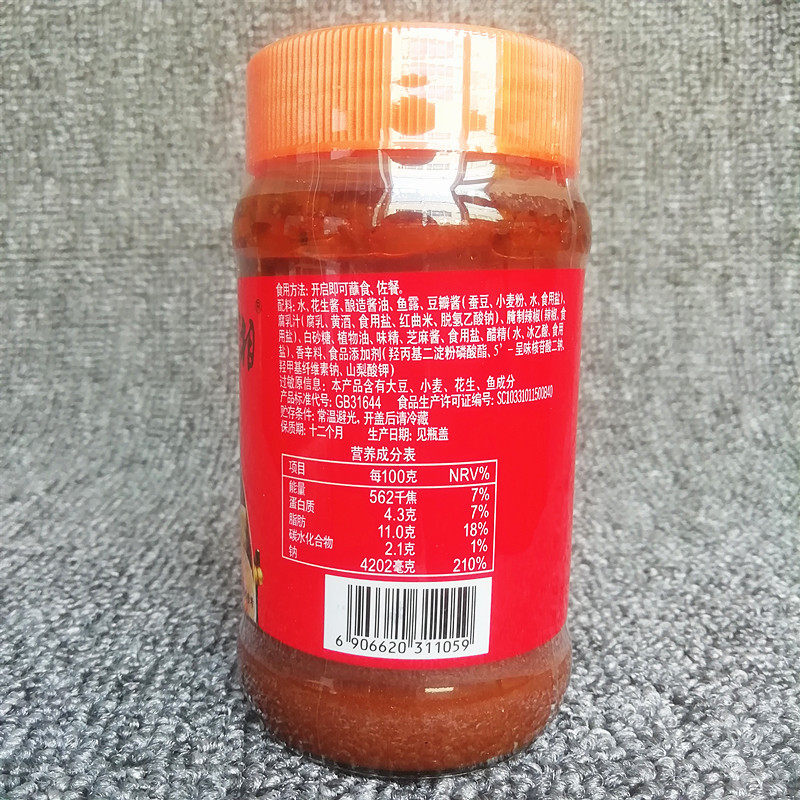 食用方法: 开启即可蘸食、佐餐。
配料: 水、花生酱、酿造酱油、鱼露、豆瓣酱(蚕豆、小麦粉、水、食用盐)、
腐乳汁(腐乳、黄酒、食用盐、红曲米、脱氢乙酸钠)、腌制辣椒(辣椒、食
用盐)、白砂糖、植物油、味精、芝麻酱、食用盐、醋精(水、冰乙酸、食用
盐)、香辛料、食品添加剂(羟丙基二淀粉磷酸酯、5'-呈味核苷酸二钠、
羟甲基纤维素钠、山梨酸钾)
过敏原信息: 本产品含有大豆、小麦、花生、鱼成分
产品标准代号: GB31644 食品生产许可证编号: SC10331011500840
贮存条件: 常温避光, 开盖后请冷藏
保质期: 十二个月 生产日期: 见瓶盖
营养成分表
项目 每100克 NRV%
能量 562千焦 7%
蛋白质 4.3克 7%
脂肪 11.0克 18%
碳水化合物 2.1克 1%
钠 4202毫克 210%
6 906620 311059